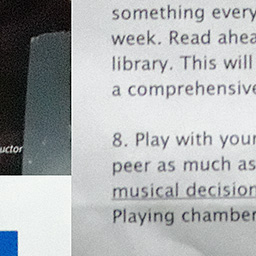 something every
week. Read ahea
library. This will
a comprehensive
uctor
8. Play with your
peer as much as
musical decision
Playing chamber